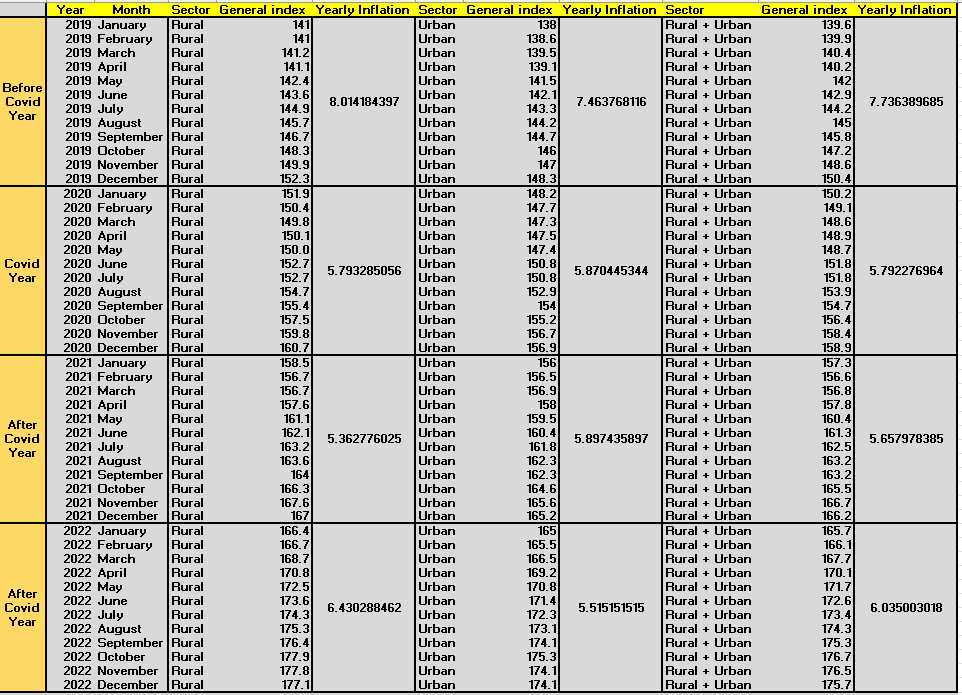 Year Month Sector General index Yearly Inflation Sector General index Yearly Inflation Sector General index Yearly Inflation
2019 January Rural 141 Urban 138 Rural + Urban 139.6
2019 February Rural 141 Urban 138.6 Rural + Urban 139.9
2019 March Rural 141.2 Urban 139.5 Rural + Urban 140.4
2019 April Rural 141.1 Urban 139.1 Rural + Urban 140.2
2019 May Rural 142.4 Urban 141.5 Rural + Urban 142
Before
2019 June Rural 143.6 Urban 142.1 Rural + Urban 142.9
Covid 8.014184397 7.463768116 7.736389685
2019 July Rural 144.9 Urban 143.3 Rural + Urban 144.2
Year
2019 August Rural 145.7 Urban 144.2 Rural + Urban 145
2019 September Rural 146.7 Urban 144.7 Rural + Urban 145.8
2019 October Rural 148.3 Urban 146 Rural + Urban 147.2
2019 November Rural 149.9 Urban 147 Rural + Urban 148.6
2019 December Rural 152.3 Urban 148.3 Rural + Urban 150.4
2020 January Rural 151.9 Urban 148.2 Rural + Urban 150.2
2020 February Rural 150.4 Urban 147.7 Rural + Urban 149.1
2020 March Rural 149.8 Urban 147.3 Rural + Urban 148.6
2020 April Rural 150.1 Urban 147.5 Rural + Urban 148.9
2020 May Rural 150.0 Urban 147.4 Rural + Urban 148.7
Covid 2020 June Rural 152.7 Urban 150.8 Rural + Urban 151.8
5.793285056 5.870445344 5.792276964
Year 2020 July Rural 152.7 Urban 150.8 Rural + Urban 151.8
2020 August Rural 154.7 Urban 152.9 Rural + Urban 153.9
2020 September Rural 155.4 Urban 154 Rural + Urban 154.7
2020 October Rural 157.5 Urban 155.2 Rural + Urban 156.4
2020 November Rural 159.8 Urban 156.7 Rural + Urban 158.4
2020 December Rural 160.7 Urban 156.9 Rural + Urban 158.9
2021 January Rural 158.5 Urban 156 Rural + Urban 157.3
2021 February Rural 156.7 Urban 156.5 Rural + Urban 156.6
2021 March Rural 156.7 Urban 156.9 Rural + Urban 156.8
2021 April Rural 157.6 Urban 158 Rural + Urban 157.8
2021 May Rural 161.1 Urban 159.5 Rural + Urban 160.4
After
2021 June Rural 162.1 Urban 160.4 Rural + Urban 161.3
Covid 5.362776025 5.897435897 5.657978385
2021 July Rural 163.2 Urban 161.8 Rural + Urban 162.5
Year
2021 August Rural 163.6 Urban 162.3 Rural + Urban 163.2
2021 September Rural 164 Urban 162.3 Rural + Urban 163.2
2021 October Rural 166.3 Urban 164.6 Rural + Urban 165.5
2021 November Rural 167.6 Urban 165.6 Rural + Urban 166.7
2021 December Rural 167 Urban 165.2 Rural + Urban 166.2
2022 January Rural 166.4 Urban 165 Rural + Urban 165.7
2022 February Rural 166.7 Urban 165.5 Rural + Urban 166.1
2022 March Rural 168.7 Urban 166.5 Rural + Urban 167.7
2022 April Rural 170.8 Urban 169.2 Rural + Urban 170.1
2022 May Rural 172.5 Urban 170.8 Rural + Urban 171.7
After
2022 June Rural 173.6 Urban 171.4 Rural + Urban 172.6
Covid 6.430288462 5.515151515 6.035003018
2022 July Rural 174.3 Urban 172.3 Rural + Urban 173.4
Year
2022 August Rural 175.3 Urban 173.1 Rural + Urban 174.3
2022 September Rural 176.4 Urban 174.1 Rural + Urban 175.3
2022 October Rural 177.9 Urban 175.3 Rural + Urban 176.7
2022 November Rural 177.8 Urban 174.1 Rural + Urban 176.5
2022 December Rural 177.1 Urban 174.1 Rural + Urban 175.7